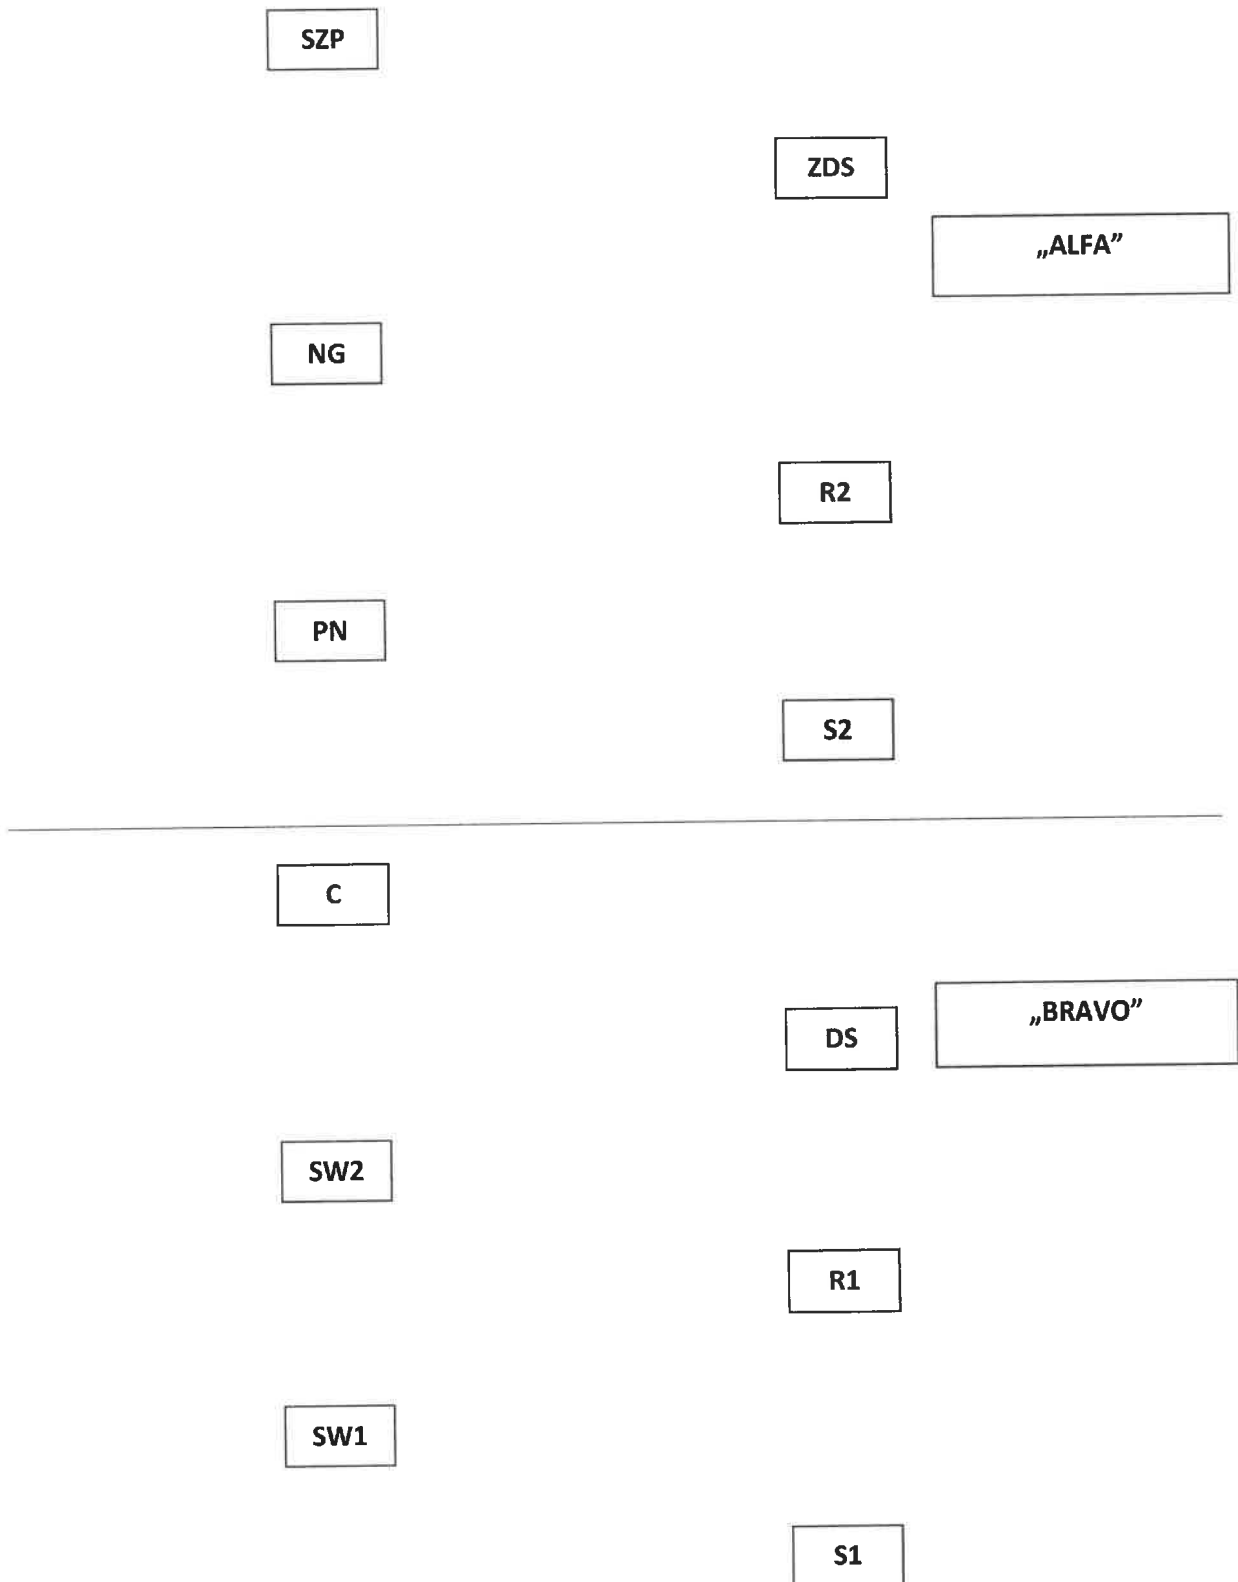 SZP
ZDS
„ALFA”
NG
R2
PN
S2
C
„BRAVO”
DS
SW2
R1
SW1
S1